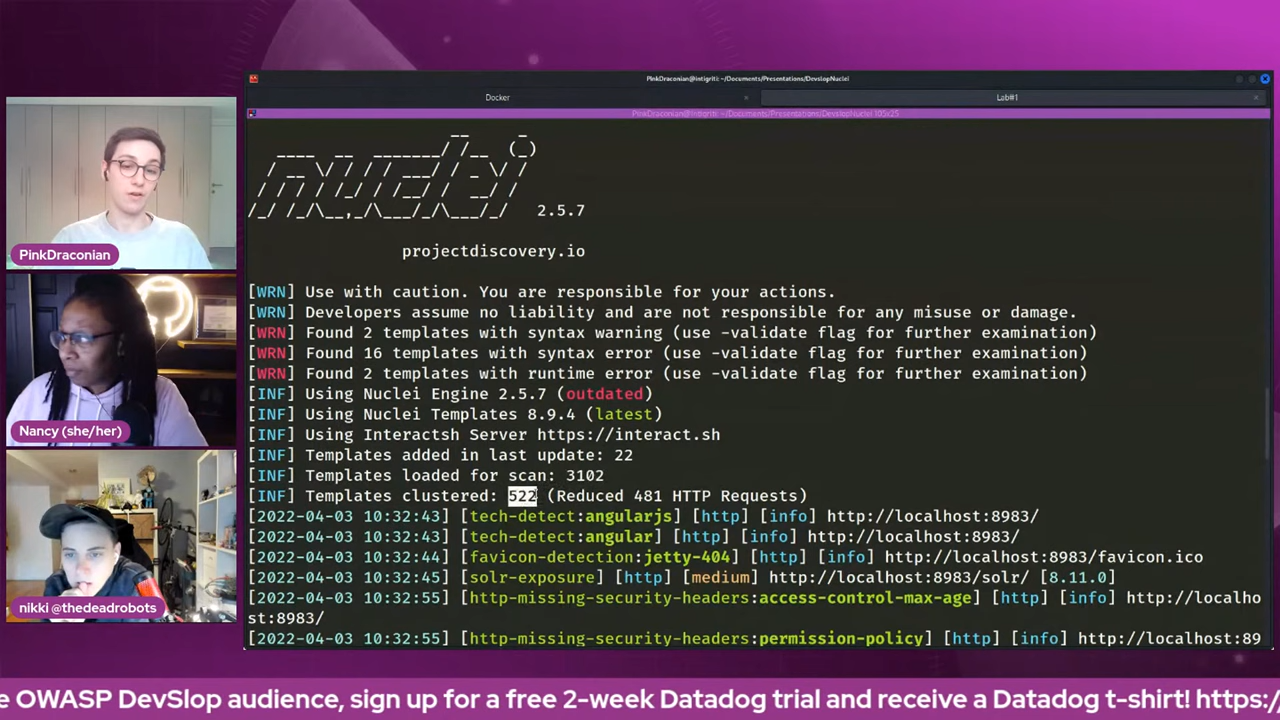 PinkDraconian@intigriti: ~/Documents/Presentations/DevslopNuclei
Docker
Lab#1
PinkDraconian@intigriti: ~/Documents/Presentations/DevslopNuclei 105x25
nuclei
2.5.7
projectdiscovery.io
[WRN] Use with caution. You are responsible for your actions.
[WRN] Developers assume no liability and are not responsible for any misuse or damage.
[WRN] Found 2 templates with syntax warning (use -validate flag for further examination)
[WRN] Found 16 templates with syntax error (use -validate flag for further examination)
[WRN] Found 2 templates with runtime error (use -validate flag for further examination)
[INF] Using Nuclei Engine 2.5.7 (outdated)
[INF] Using Nuclei Templates 8.9.4 (latest)
[INF] Using Interactsh Server https://interact.sh
[INF] Templates added in last update: 22
[INF] Templates loaded for scan: 3102
[INF] Templates clustered: 522 (Reduced 481 HTTP Requests)
[2022-04-03 10:32:43] [tech-detect:angularjs] [http] [info] http://localhost:8983/
[2022-04-03 10:32:43] [tech-detect:angular] [http] [info] http://localhost:8983/
[2022-04-03 10:32:44] [favicon-detection:jetty-404] [http] [info] http://localhost:8983/favicon.ico
[2022-04-03 10:32:45] [solr-exposure] [http] [medium] http://localhost:8983/solr/ [8.11.0]
[2022-04-03 10:32:55] [http-missing-security-headers:access-control-max-age] [http] [info] http://localho
st:8983/
[2022-04-03 10:32:55] [http-missing-security-headers:permission-policy] [http] [info] http://localhost:89
PinkDraconian
Nancy (she/her)
nikki @thedeadrobots
e OWASP DevSlop audience, sign up for a free 2-week Datadog trial and receive a Datadog t-shirt! https:/